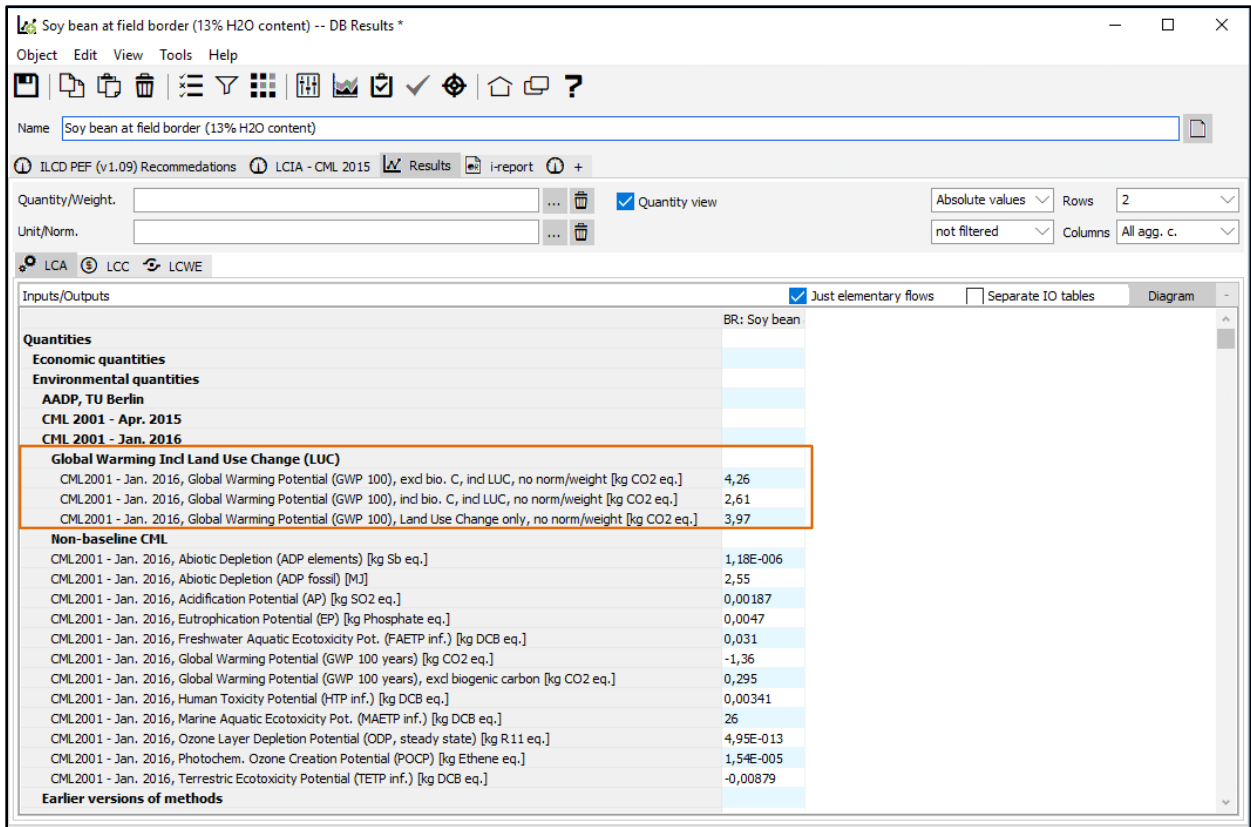 Soy bean at field border (13% H2O content) -- DB Results *
Object Edit View Tools Help
Name Soy bean at field border (13% H2O content)
ILCD PEF (v1.09) Recommedations LCIA - CML 2015 Results i-report +
Quantity/Weight. ... Quantity view Absolute values Rows 2
Unit/Norm. ... not filtered Columns All agg. c.
LCA LCC LCWE
Inputs/Outputs Just elementary flows Separate IO tables Diagram -
BR: Soy bean
Quantities
Economic quantities
Environmental quantities
AADP, TU Berlin
CML 2001 - Apr. 2015
CML 2001 - Jan. 2016
Global Warming Incl Land Use Change (LUC)
CML2001 - Jan. 2016, Global Warming Potential (GWP 100), excl bio. C, incl LUC, no norm/weight [kg CO2 eq.] 4,26
CML2001 - Jan. 2016, Global Warming Potential (GWP 100), incl bio. C, incl LUC, no norm/weight [kg CO2 eq.] 2,61
CML2001 - Jan. 2016, Global Warming Potential (GWP 100), Land Use Change only, no norm/weight [kg CO2 eq.] 3,97
Non-baseline CML
CML2001 - Jan. 2016, Abiotic Depletion (ADP elements) [kg Sb eq.] 1,18E-006
CML2001 - Jan. 2016, Abiotic Depletion (ADP fossil) [MJ] 2,55
CML2001 - Jan. 2016, Acidification Potential (AP) [kg SO2 eq.] 0,00187
CML2001 - Jan. 2016, Eutrophication Potential (EP) [kg Phosphate eq.] 0,0047
CML2001 - Jan. 2016, Freshwater Aquatic Ecotoxicity Pot. (FAETP inf.) [kg DCB eq.] 0,031
CML2001 - Jan. 2016, Global Warming Potential (GWP 100 years) [kg CO2 eq.] -1,36
CML2001 - Jan. 2016, Global Warming Potential (GWP 100 years), excl biogenic carbon [kg CO2 eq.] 0,295
CML2001 - Jan. 2016, Human Toxicity Potential (HTP inf.) [kg DCB eq.] 0,00341
CML2001 - Jan. 2016, Marine Aquatic Ecotoxicity Pot. (MAETP inf.) [kg DCB eq.] 26
CML2001 - Jan. 2016, Ozone Layer Depletion Potential (ODP, steady state) [kg R11 eq.] 4,95E-013
CML2001 - Jan. 2016, Photochem. Ozone Creation Potential (POCP) [kg Ethene eq.] 1,54E-005
CML2001 - Jan. 2016, Terrestric Ecotoxicity Potential (TETP inf.) [kg DCB eq.] -0,00879
Earlier versions of methods